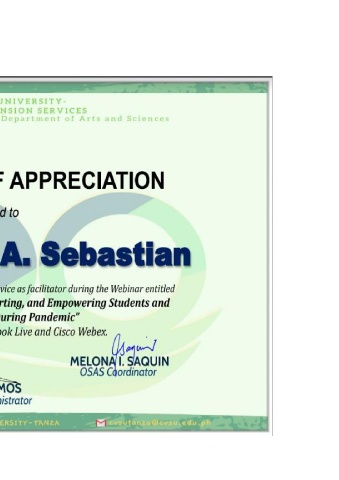 UNIVERSITY-
NSION SERVICES
Department of Arts and Sciences
F APPRECIATION
d to
A. Sebastian
vice as facilitator during the Webinar entitled
rting, and Empowering Students and
uring Pandemic"
ook Live and Cisco Webex.
MELONA I. SAQUIN
OSAS Coordinator
MOS
nistrator
ERSITY - TANZA
cvsutanza@cvsu.edu.ph